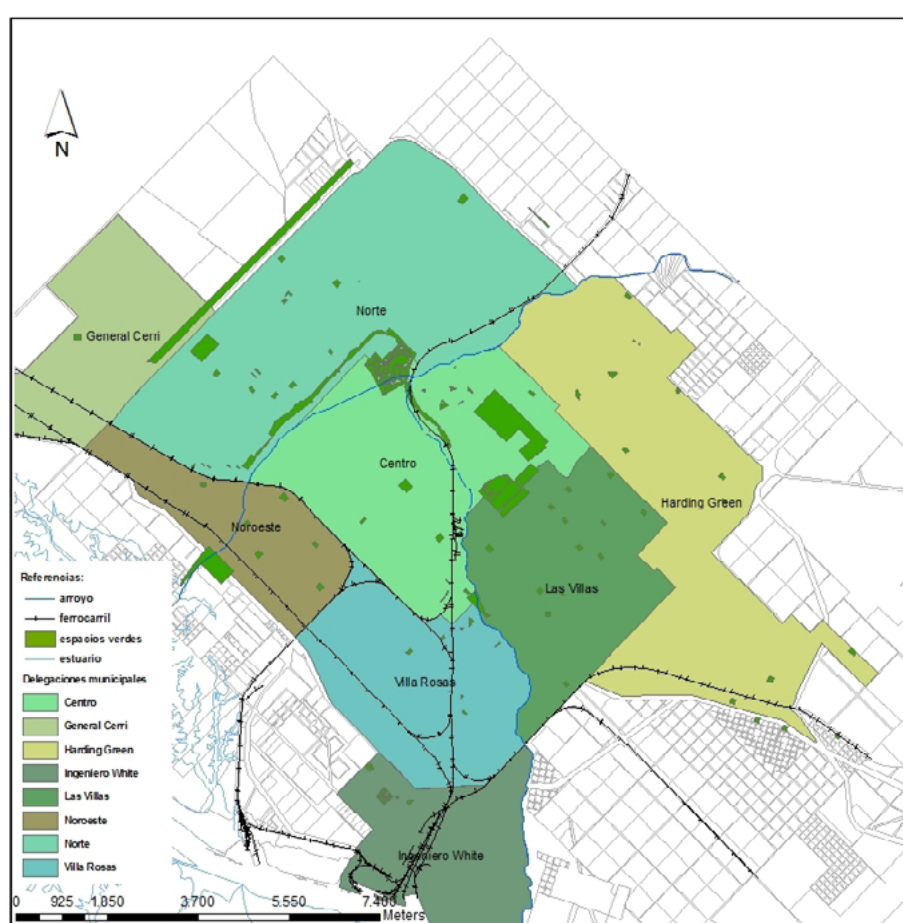 N
Norte
General Cerri
Centro
Harding Green
Noroeste
Las Villas
Villa Rosas
Ingeniero White
Referencias:
arroyo
ferrocarril
espacios verdes
estuario
Delegaciones municipales
Centro
General Cerri
Harding Green
Ingeniero White
Las Villas
Noroeste
Norte
Villa Rosas
0 925 1,850 3,700 5,550 7,400
Meters